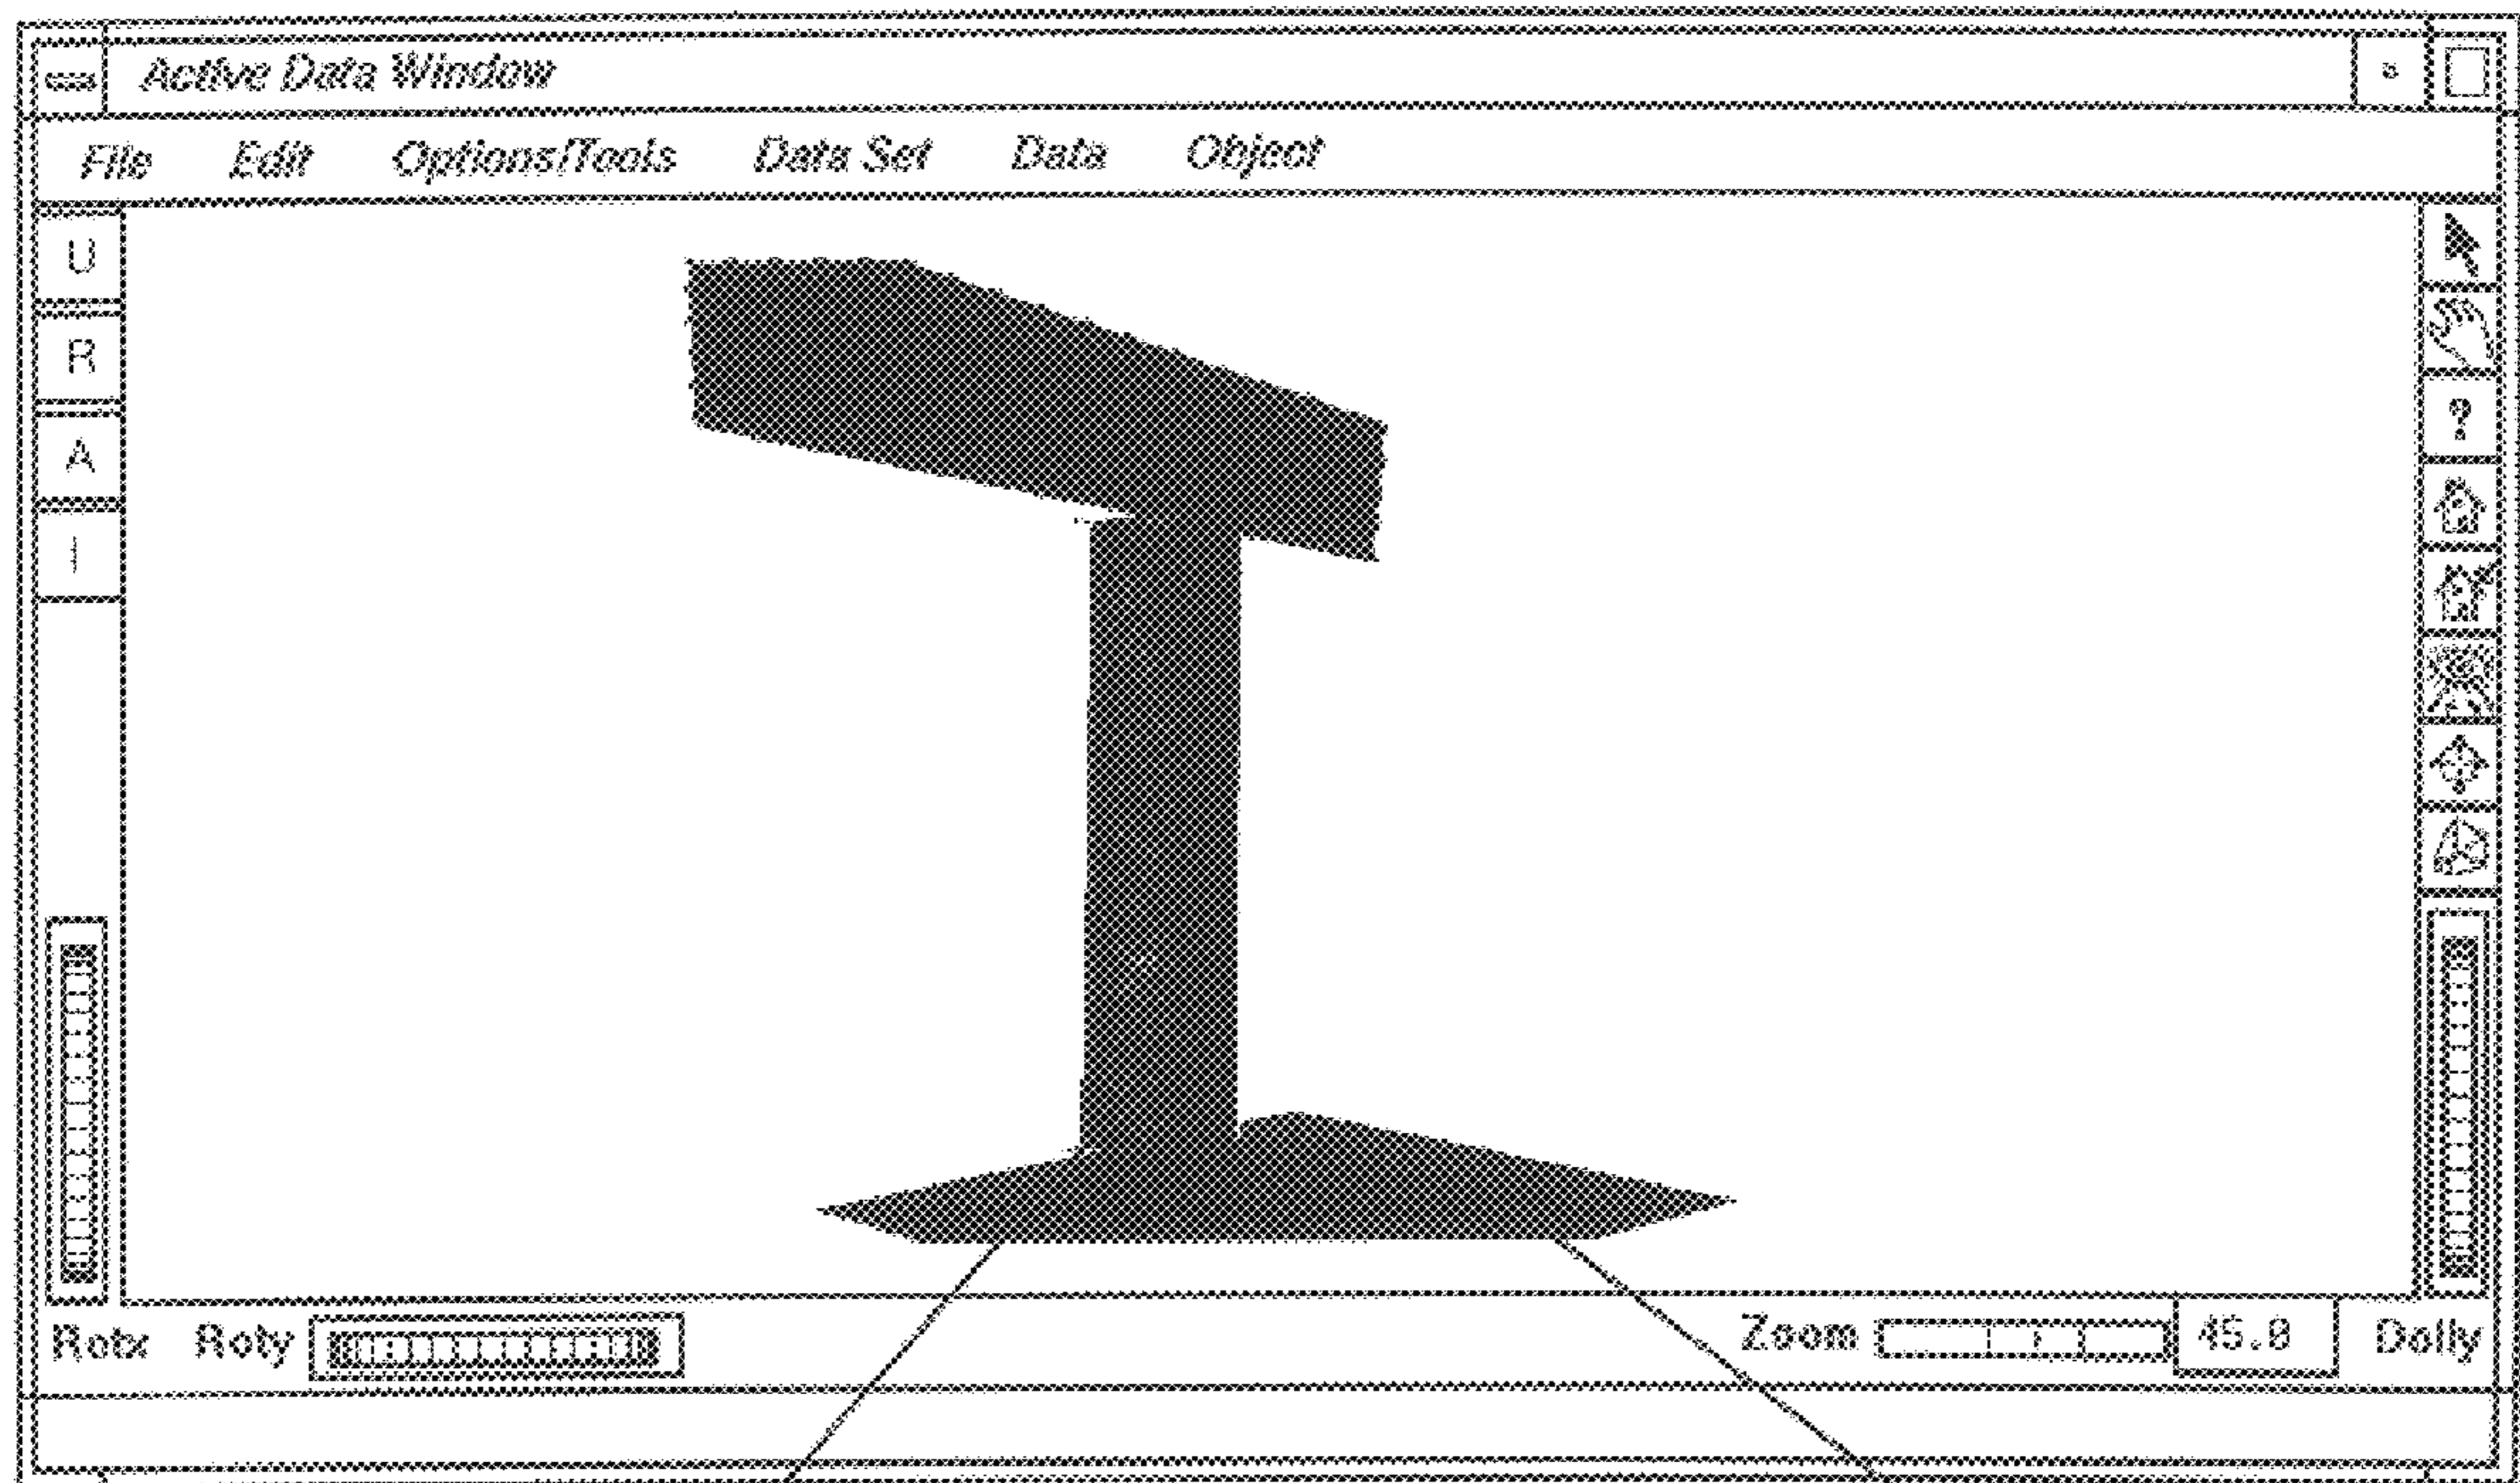 Active Data Window
File Edit Options/Tools Data Set Data Object
U
R
A
I
?
Rotx Roty Zoom 45.0 Dolly